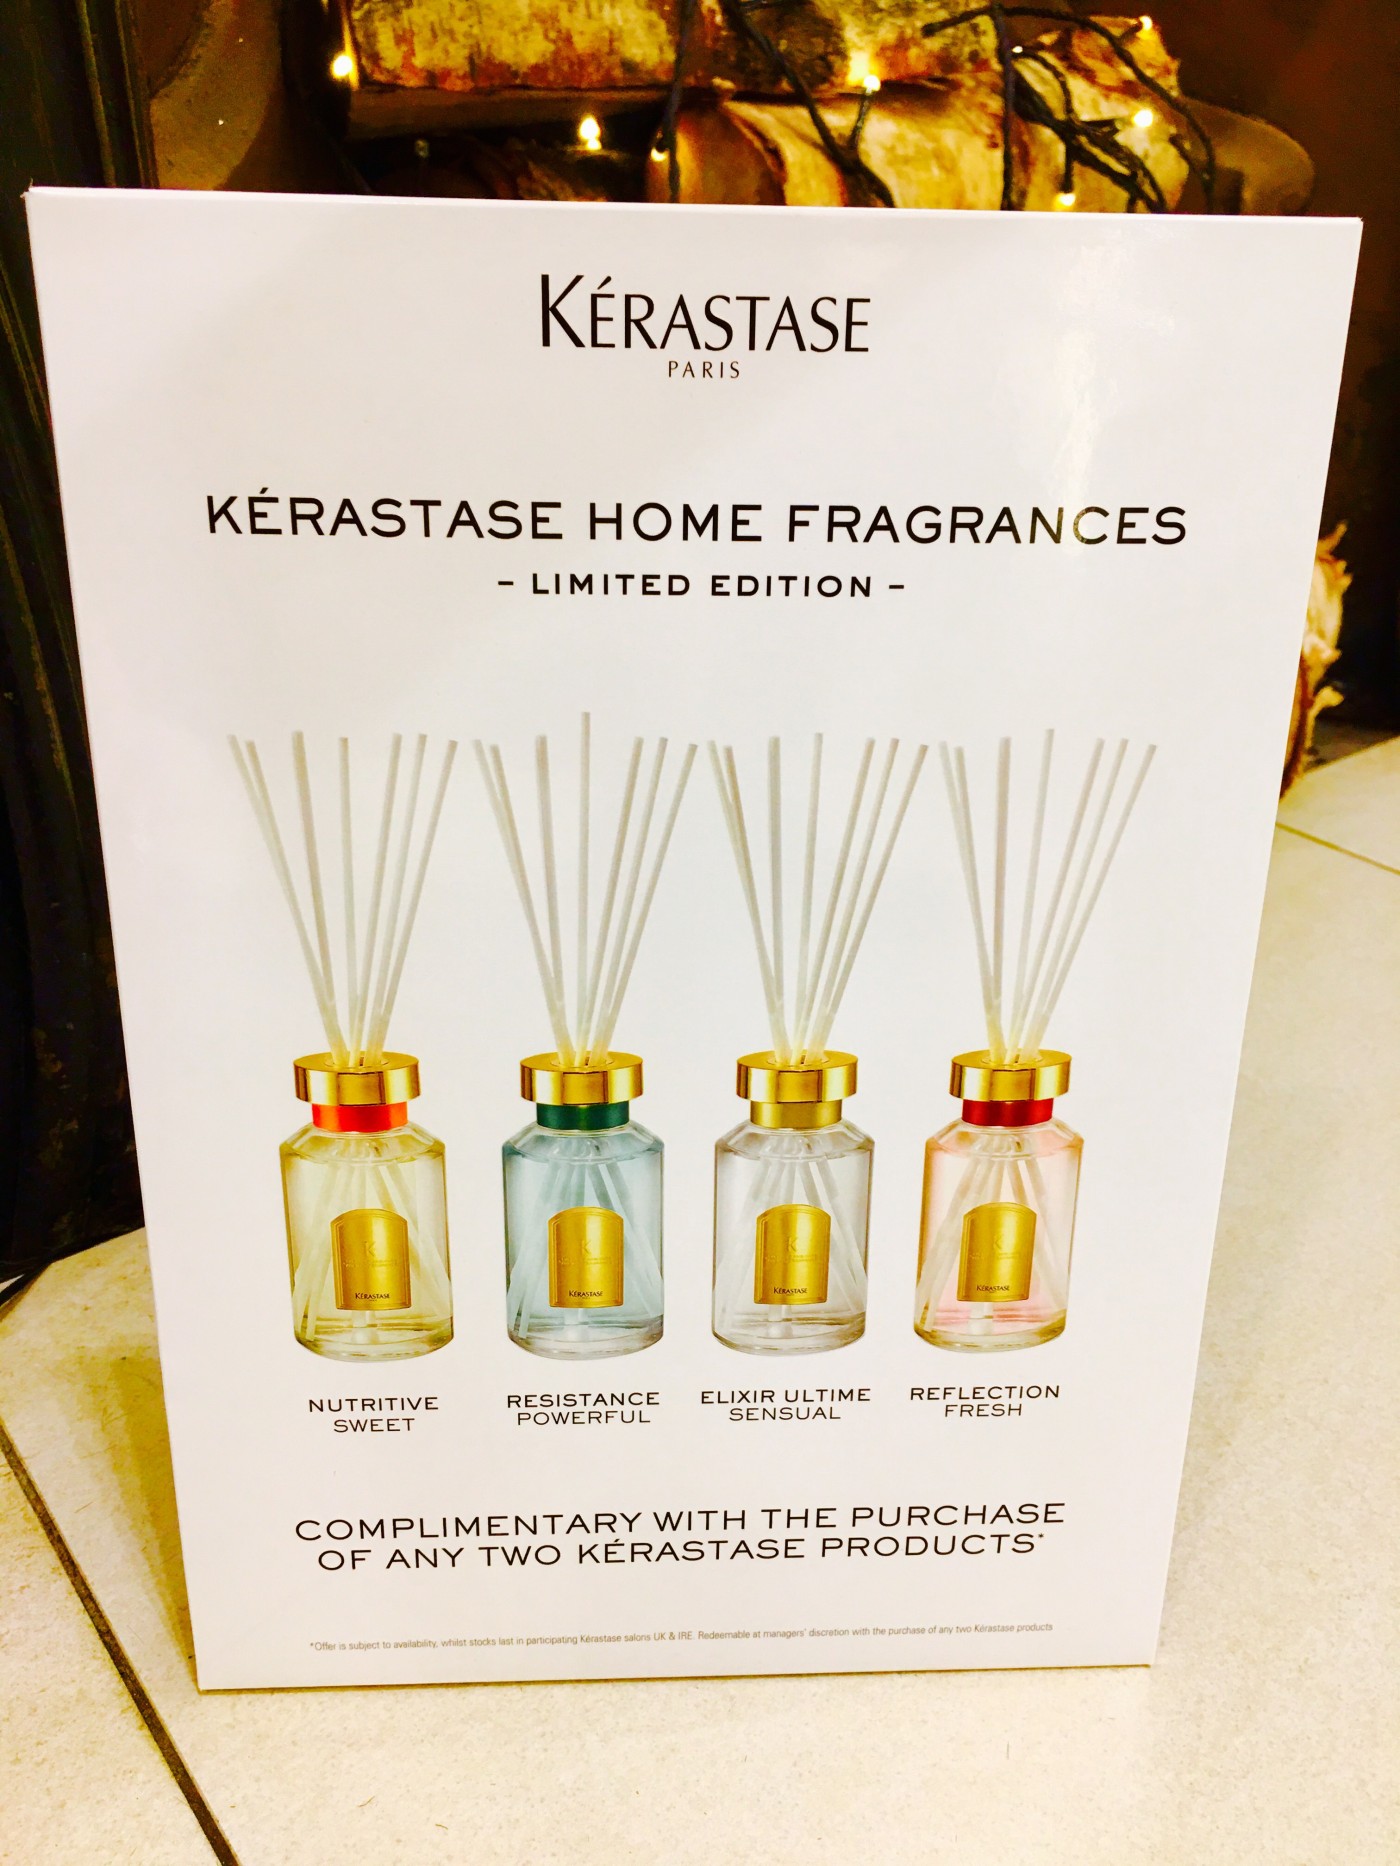 KÉRASTASE
PARIS
KÉRASTASE HOME FRAGRANCES
– LIMITED EDITION –
K
KÉRASTASE
K
KÉRASTASE
K
KÉRASTASE
K
KÉRASTASE
NUTRITIVE
SWEET
RESISTANCE
POWERFUL
ELIXIR ULTIME
SENSUAL
REFLECTION
FRESH
COMPLIMENTARY WITH THE PURCHASE
OF ANY TWO KÉRASTASE PRODUCTS*
*Offer is subject to availability, whilst stocks last in participating Kérastase salons UK & IRE. Redeemable at managers' discretion with the purchase of any two Kérastase products